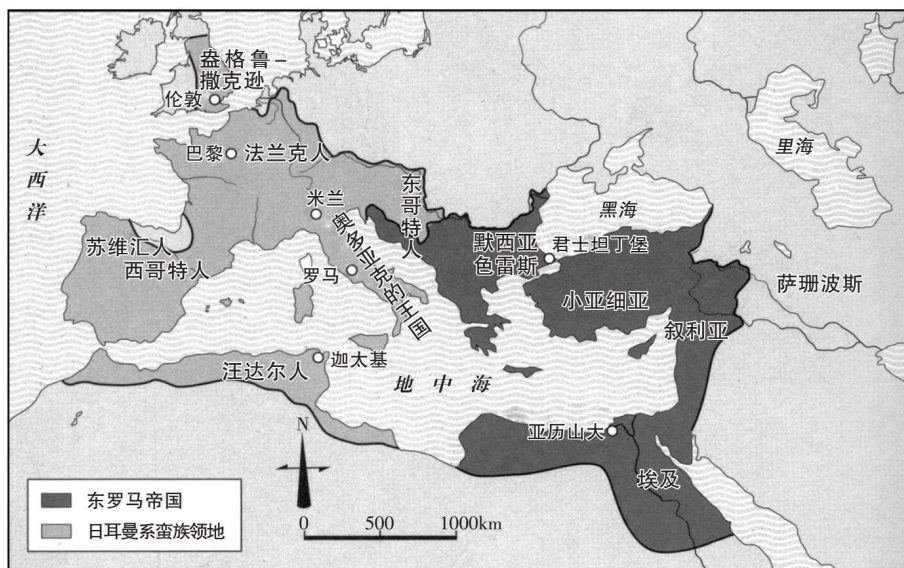 盎格鲁–
撒克逊
伦敦
大西洋
巴黎
法兰克人
里海
东哥特人
米兰
黑海
苏维汇人
西哥特人
奥多亚克的王国
默西亚
色雷斯
君士坦丁堡
罗马
小亚细亚
萨珊波斯
叙利亚
汪达尔人
迦太基
地中海
亚历山大
N
埃及
东罗马帝国
日耳曼系蛮族领地
0 500 1000km